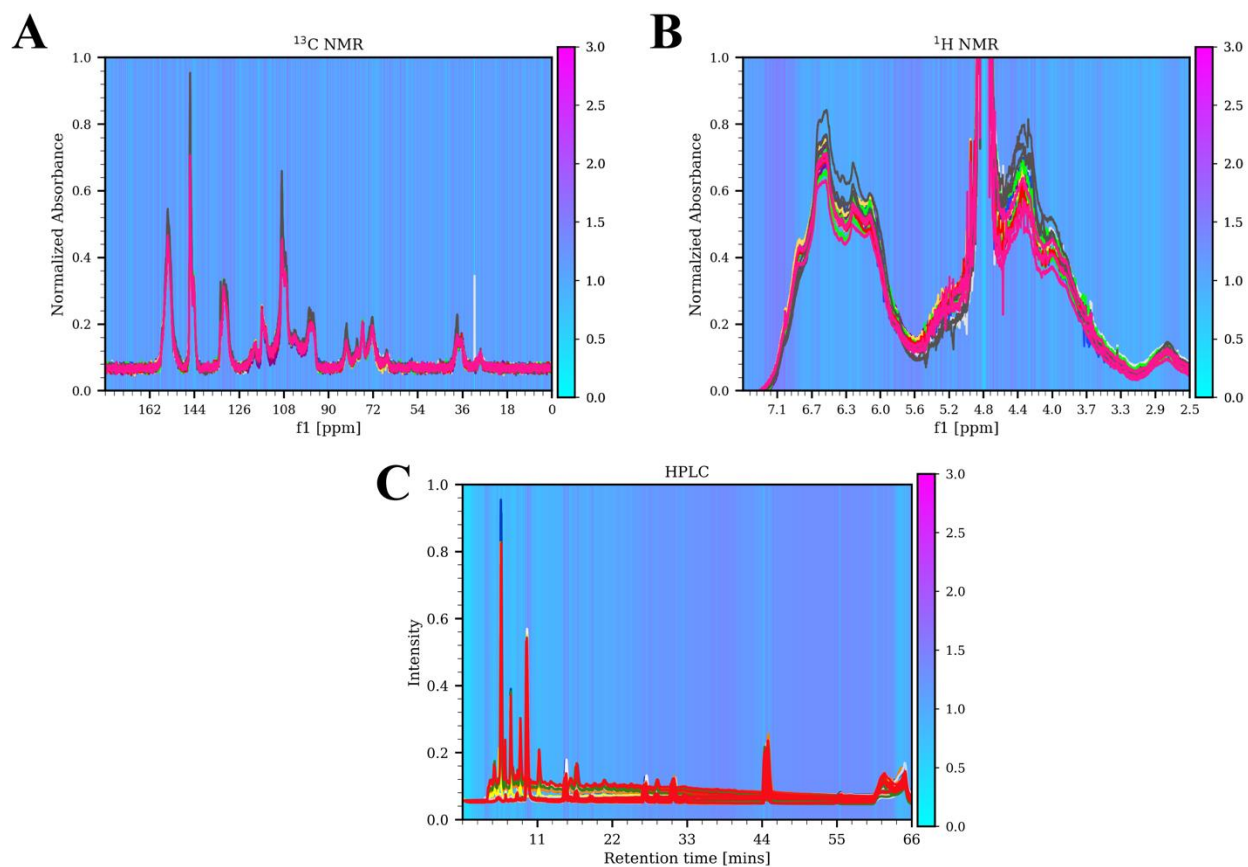 A
¹³C NMR
1.0
0.8
0.6
0.4
0.2
0.0
Normalized Absorbance
162 144 126 108 90 72 54 36 18 0
f1 [ppm]
3.0
2.5
2.0
1.5
1.0
0.5
0.0
B
¹H NMR
1.0
0.8
0.6
0.4
0.2
0.0
Normalzied Abosrbance
7.1 6.7 6.3 6.0 5.6 5.2 4.8 4.4 4.0 3.7 3.3 2.9 2.5
f1 [ppm]
3.0
2.5
2.0
1.5
1.0
0.5
0.0
C
HPLC
1.0
0.8
0.6
0.4
0.2
0.0
Intensity
11 22 33 44 55 66
Retention time [mins]
3.0
2.5
2.0
1.5
1.0
0.5
0.0